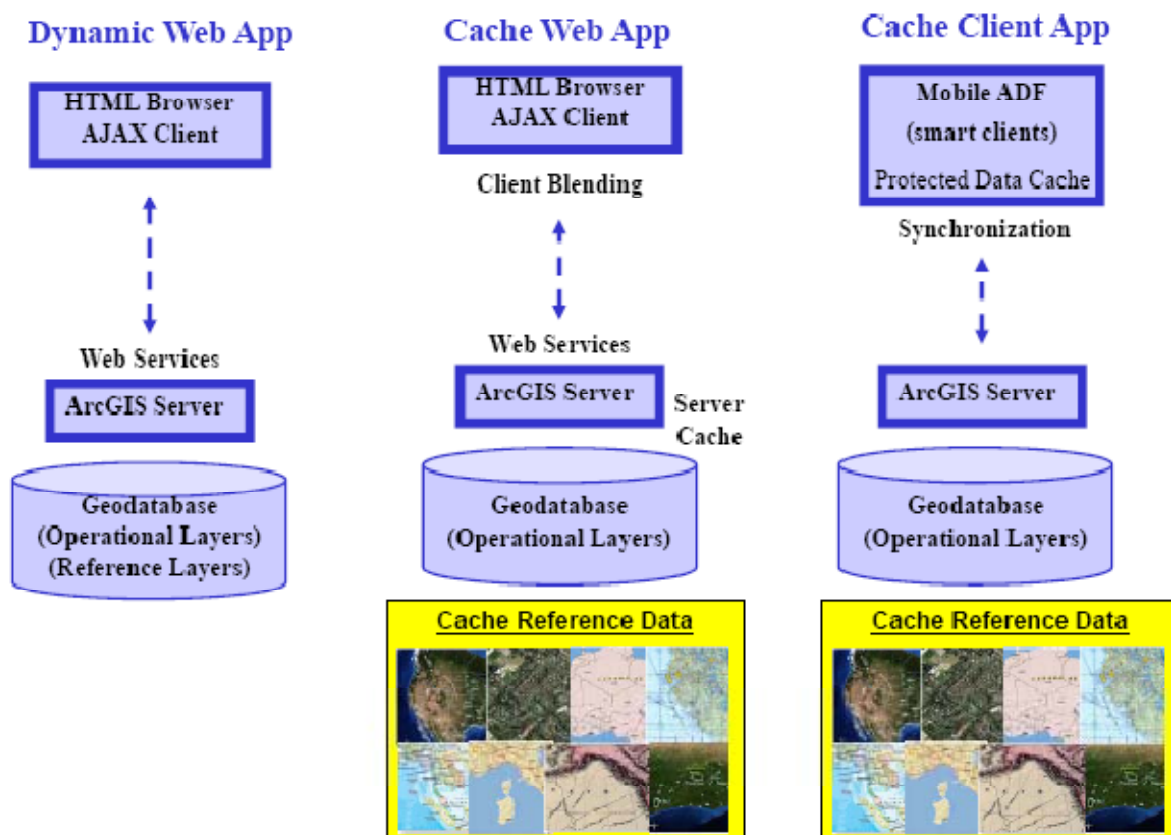 Dynamic Web App
HTML Browser
AJAX Client
Web Services
ArcGIS Server
Geodatabase
(Operational Layers)
(Reference Layers)
Cache Web App
HTML Browser
AJAX Client
Client Blending
Web Services
ArcGIS Server
Server
Cache
Geodatabase
(Operational Layers)
Cache Reference Data
Cache Client App
Mobile ADF
(smart clients)
Protected Data Cache
Synchronization
ArcGIS Server
Geodatabase
(Operational Layers)
Cache Reference Data